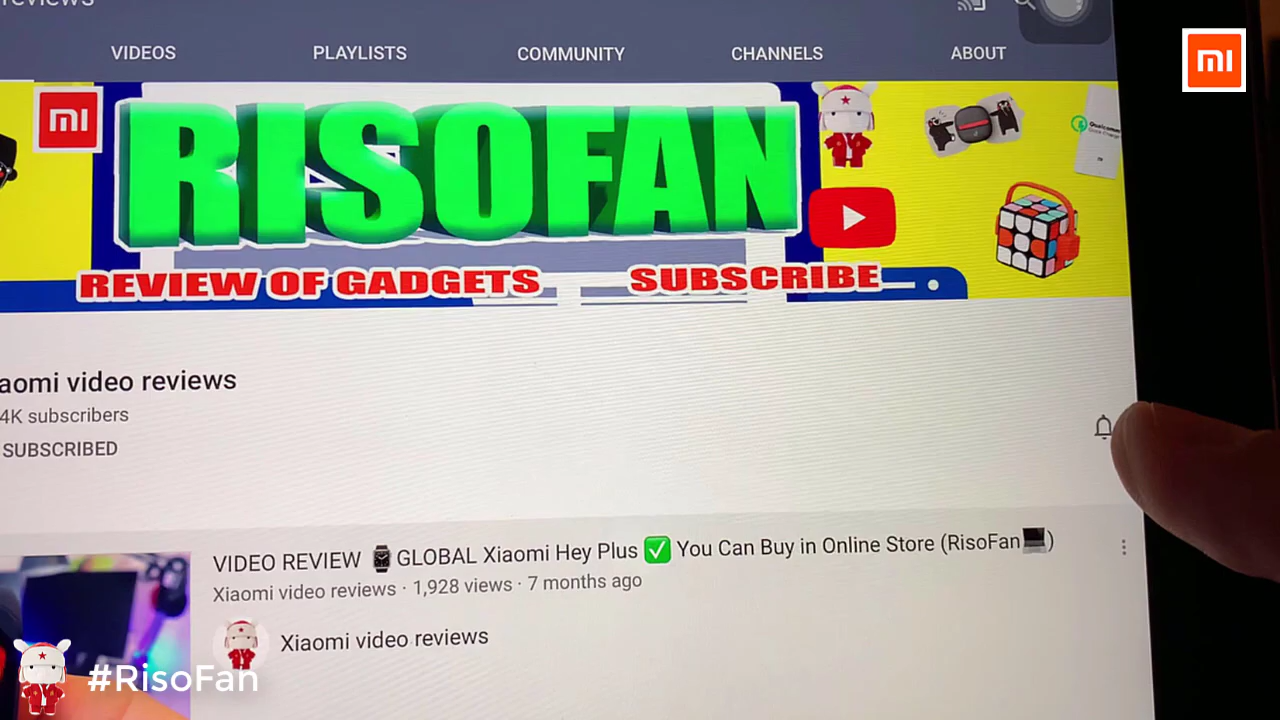 reviews
VIDEOS PLAYLISTS COMMUNITY CHANNELS ABOUT
mi
mi
RISOFAN
Qualcomm
REVIEW OF GADGETS SUBSCRIBE
aomi video reviews
4K subscribers
SUBSCRIBED
VIDEO REVIEW ⌚GLOBAL Xiaomi Hey Plus ✅ You Can Buy in Online Store (RisoFan💻)
Xiaomi video reviews · 1,928 views · 7 months ago
Xiaomi video reviews
#RisoFan